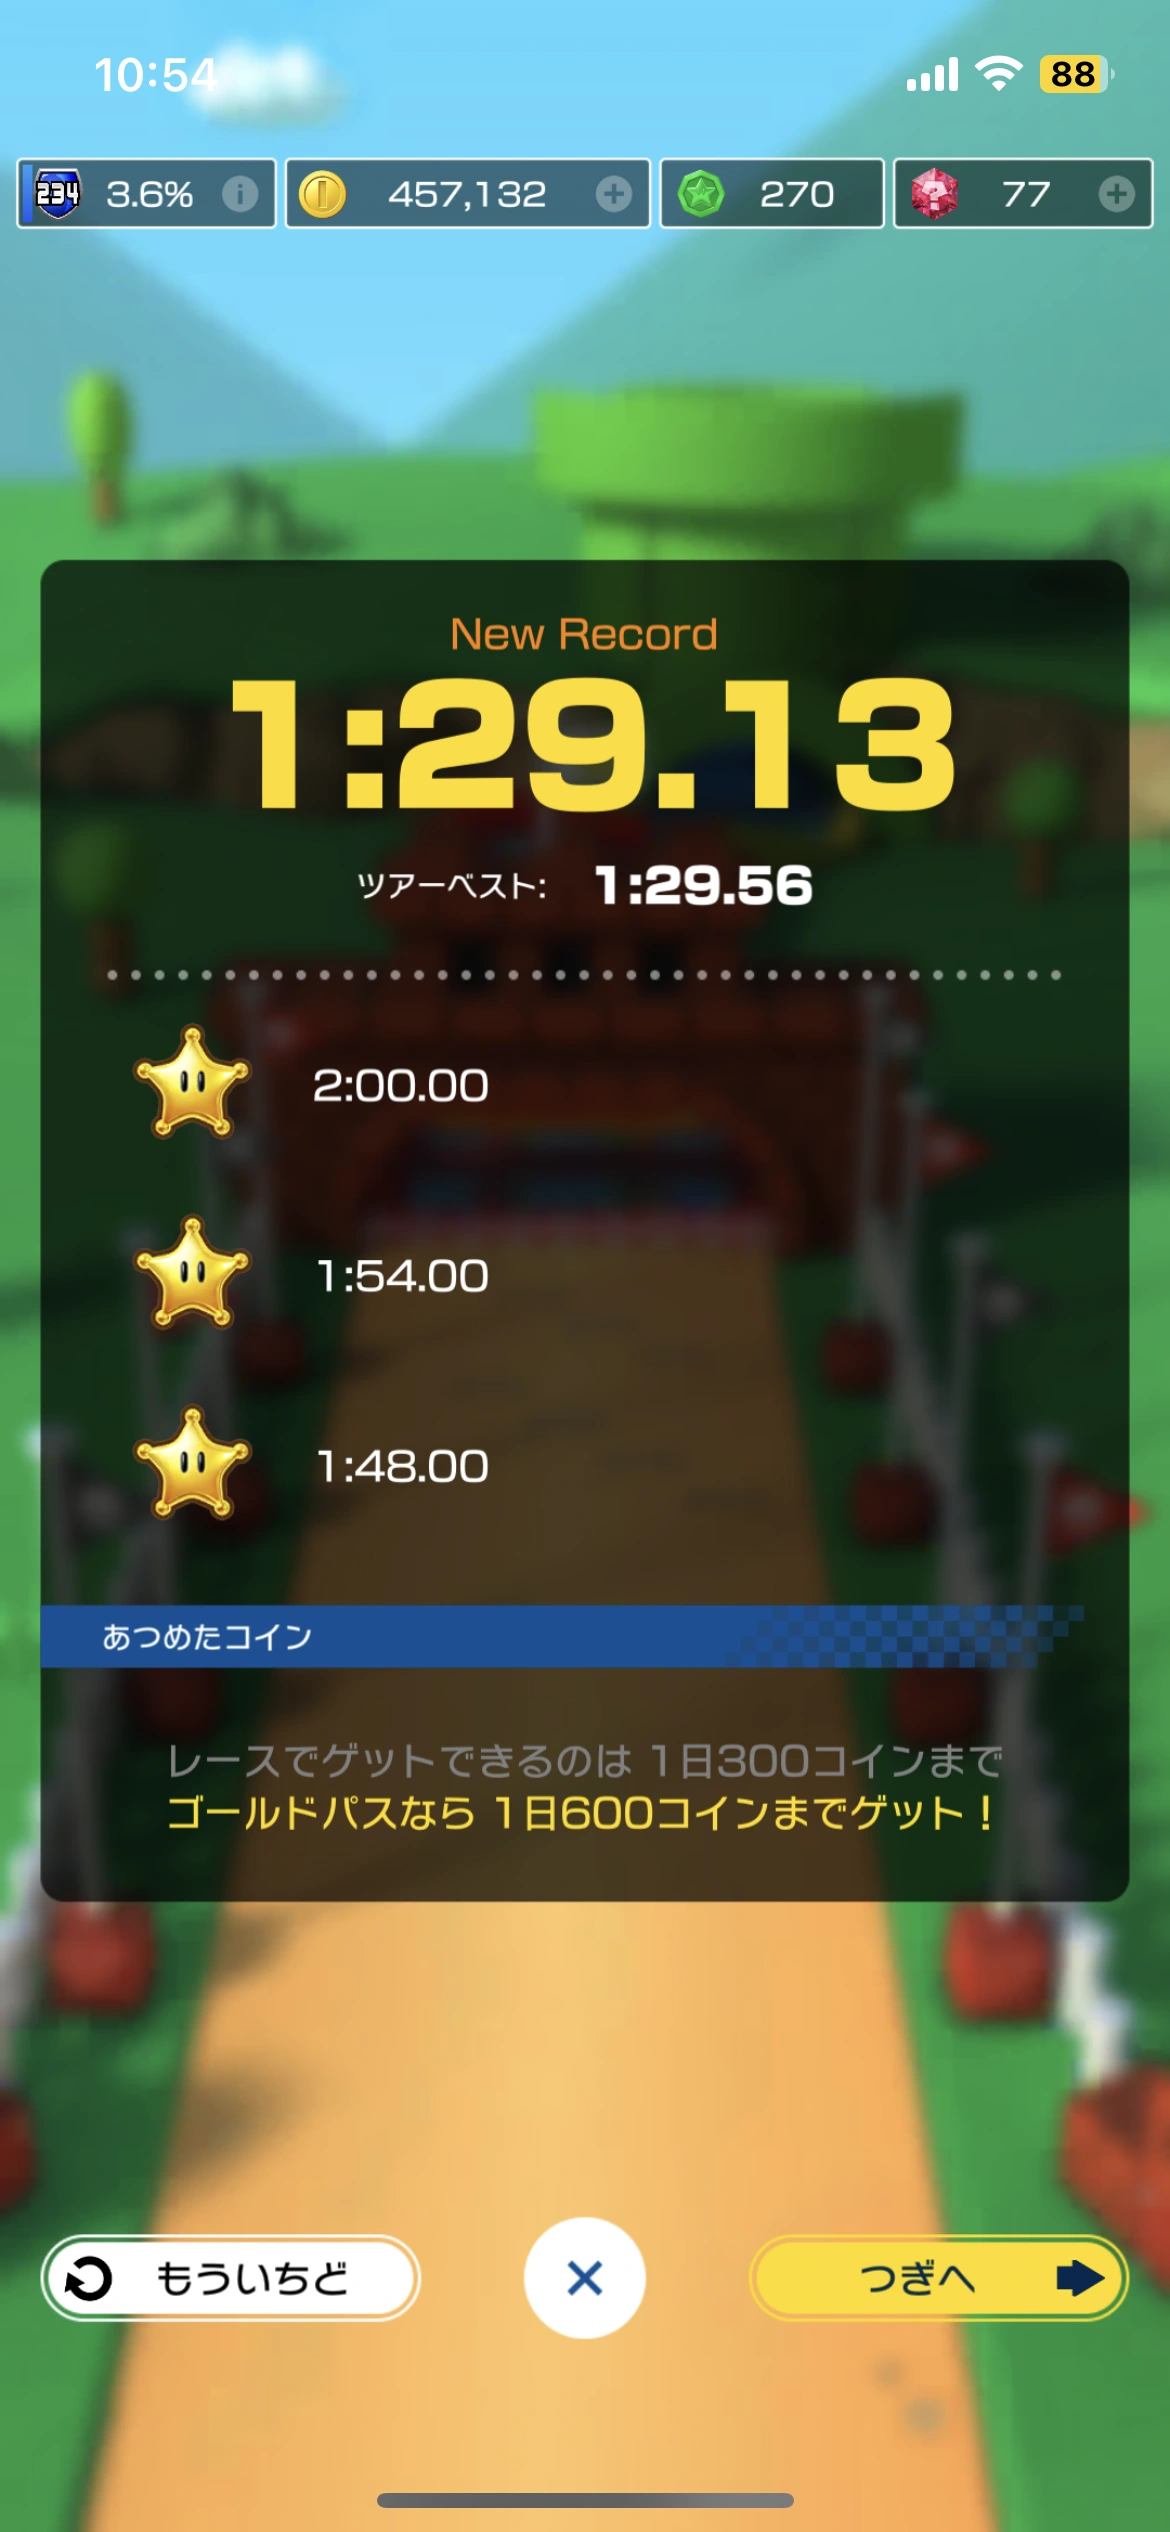 10:54
88
234 3.6% 457,132 270 77
New Record
1:29.13
ツアーベスト: 1:29.56
2:00.00
1:54.00
1:48.00
あつめたコイン
レースでゲットできるのは 1日300コインまで
ゴールドパスなら 1日600コインまでゲット！
もういちど
つぎへ